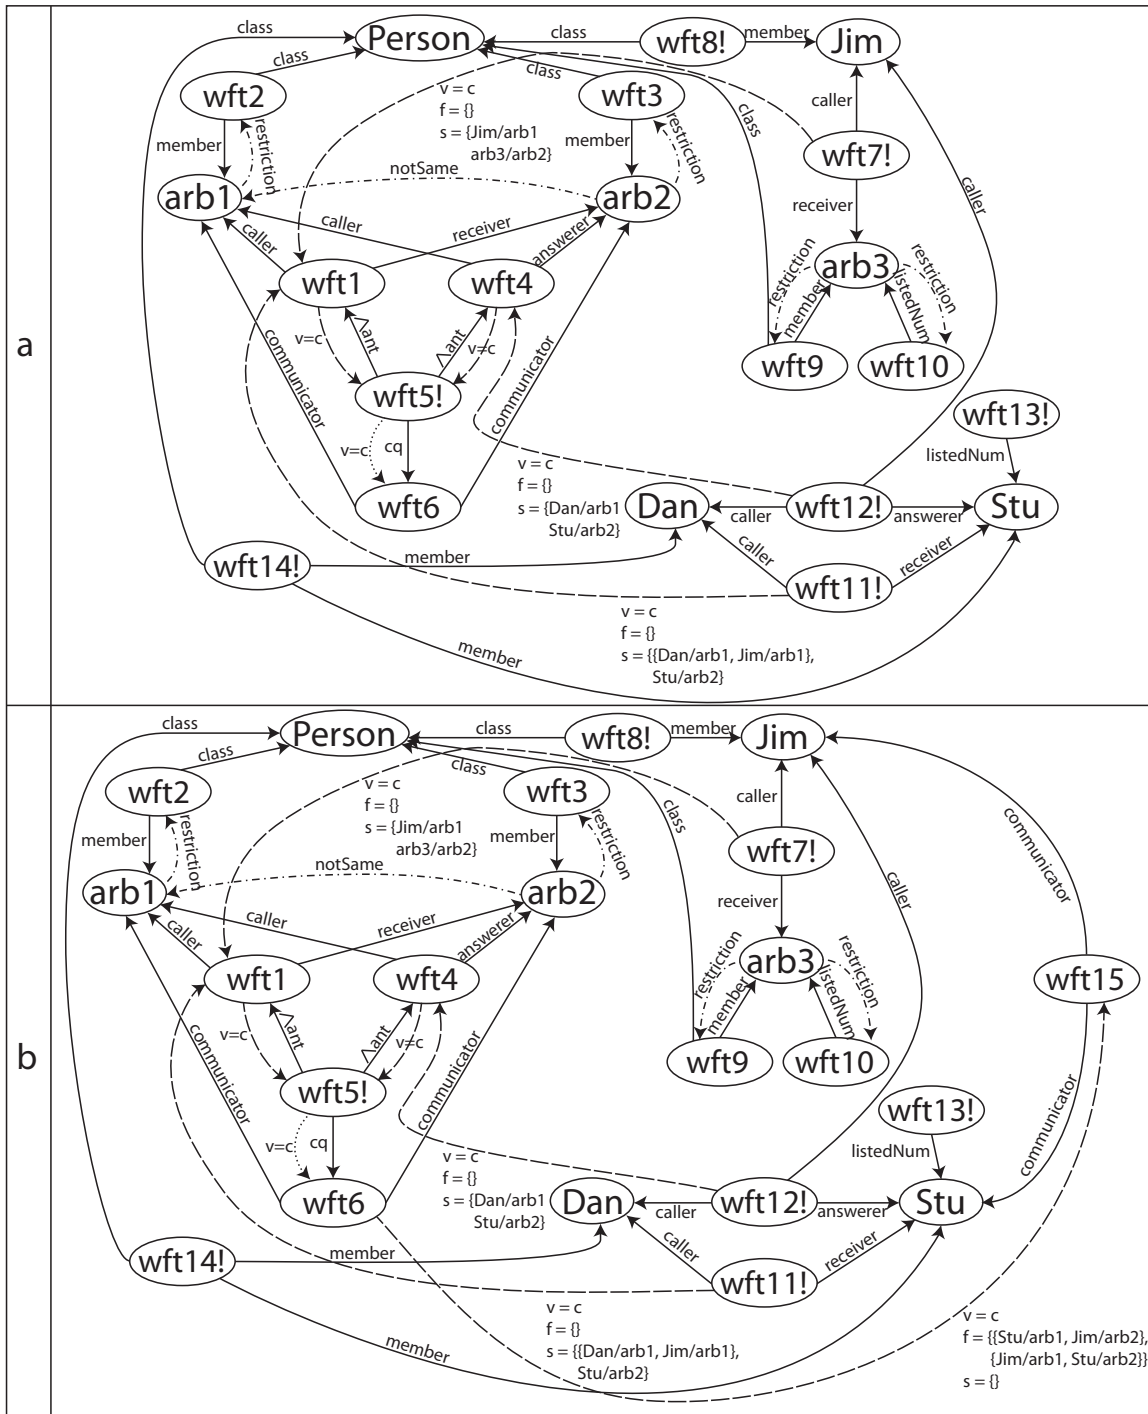 a
class
Person
class
wft8!
member
Jim
class
class
v = c
f = {}
s = {Jim/arb1
arb3/arb2}
wft2
wft3
caller
restriction
member
member
restriction
class
wft7!
notSame
arb1
arb2
caller
receiver
caller
receiver
answerer
caller
restriction
arb3
restriction
member
listedNum
wft1
wft4
v=c
Λant
Λant
v=c
communicator
communicator
wft9
wft10
wft5!
v=c
cq
wft13!
listedNum
v = c
f = {}
s = {Dan/arb1
Stu/arb2}
wft6
Dan
caller
wft12!
answerer
Stu
wft14!
member
caller
receiver
wft11!
member
v = c
f = {}
s = {{Dan/arb1, Jim/arb1},
Stu/arb2}
b
class
Person
class
wft8!
member
Jim
class
class
v = c
f = {}
s = {Jim/arb1
arb3/arb2}
wft2
wft3
caller
restriction
member
member
restriction
class
communicator
wft7!
notSame
arb1
arb2
caller
receiver
caller
receiver
answerer
caller
restriction
arb3
restriction
member
listedNum
wft1
wft4
wft15
v=c
Λant
Λant
v=c
communicator
communicator
wft9
wft10
wft5!
communicator
v=c
cq
wft13!
listedNum
v = c
f = {}
s = {Dan/arb1
Stu/arb2}
wft6
Dan
caller
wft12!
answerer
Stu
wft14!
member
caller
receiver
wft11!
member
v = c
f = {}
s = {{Dan/arb1, Jim/arb1},
Stu/arb2}
v = c
f = {{Stu/arb1, Jim/arb2},
{Jim/arb1, Stu/arb2}}
s = {}